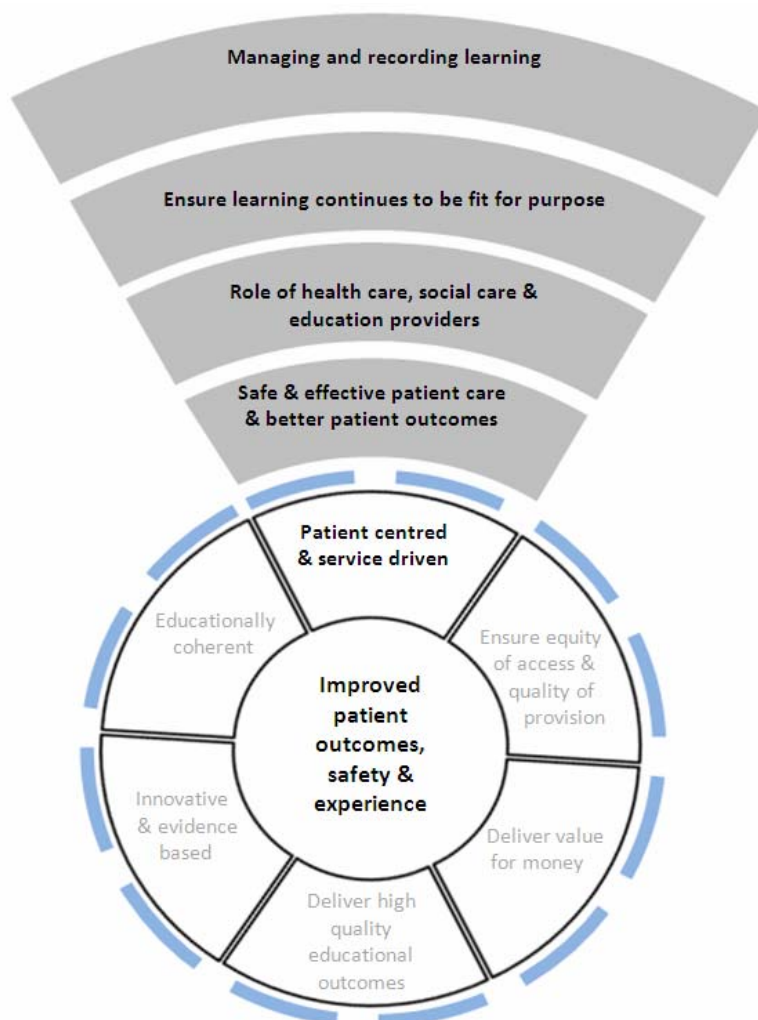 Managing and recording learning
Ensure learning continues to be fit for purpose
Role of health care, social care &
education providers
Safe & effective patient care
& better patient outcomes
Patient centred
& service driven
Educationally
coherent
Ensure equity
of access &
quality of
provision
Improved
patient
outcomes,
safety &
experience
Innovative
& evidence
based
Deliver value
for money
Deliver high
quality
educational
outcomes